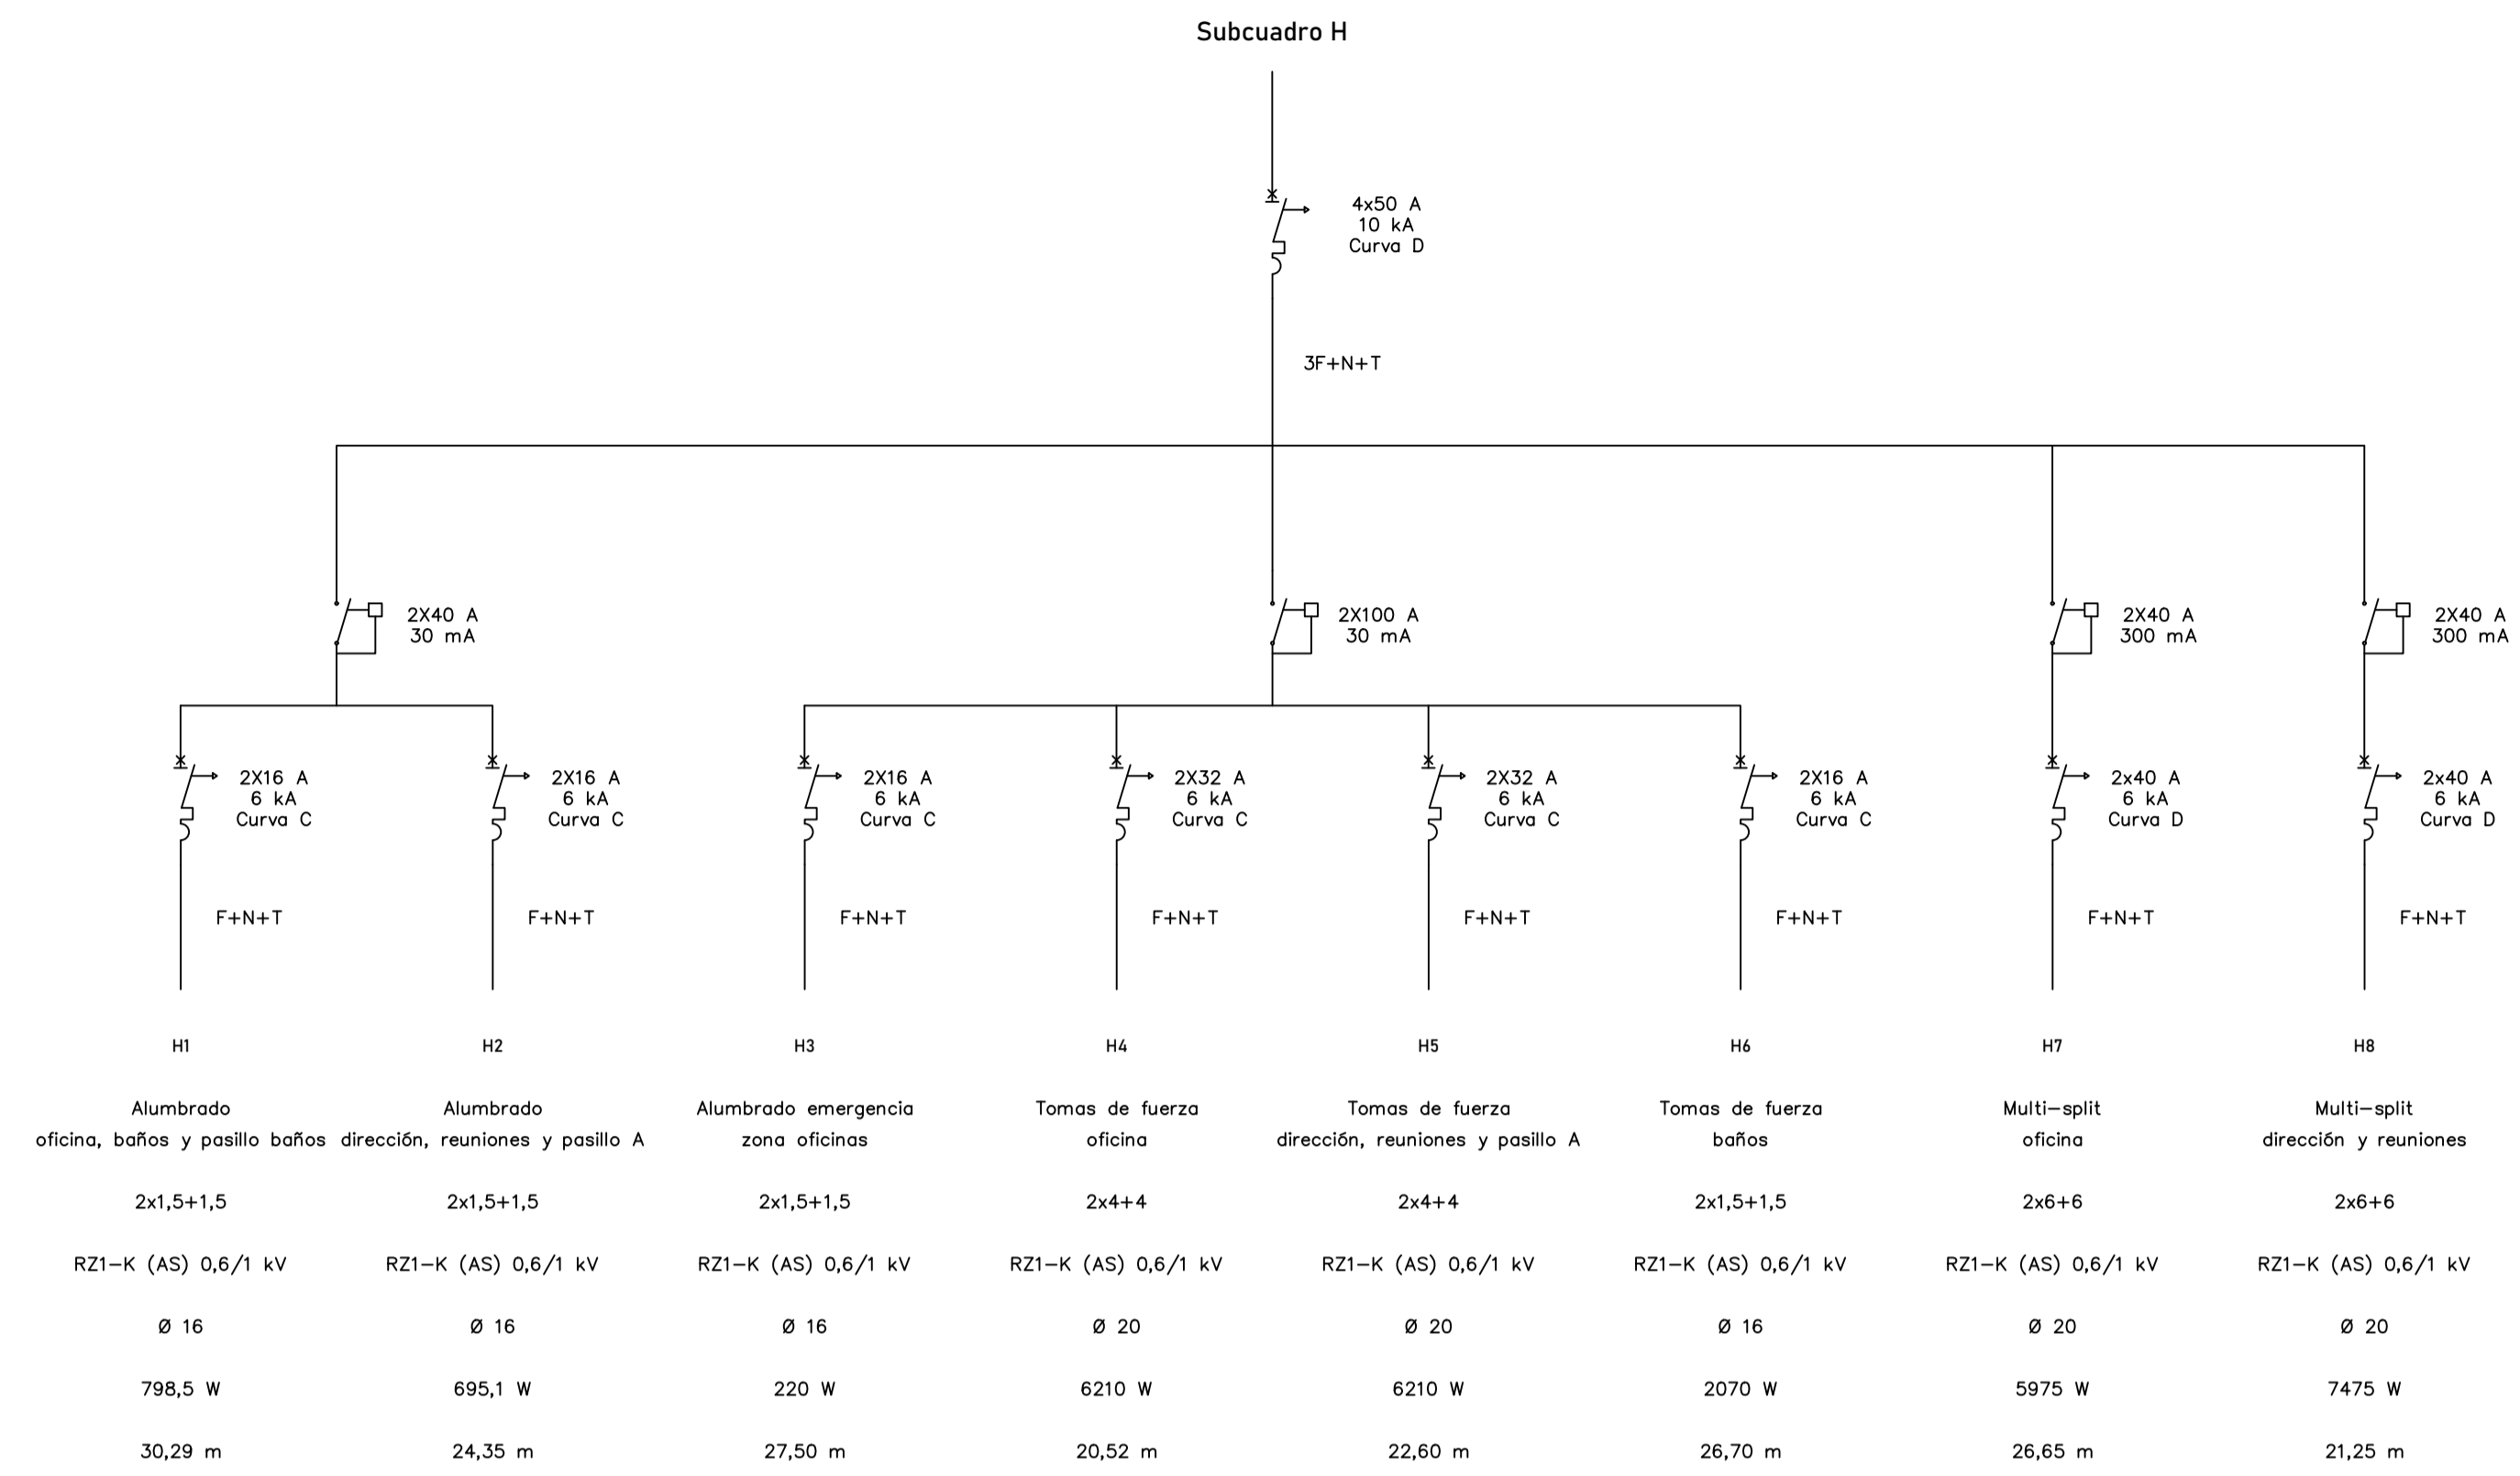 Subcuadro H
4x50 A
10 kA
Curva D
3F+N+T
2X40 A
30 mA
2X100 A
30 mA
2X40 A
300 mA
2X40 A
300 mA
2X16 A
6 kA
Curva C
2X16 A
6 kA
Curva C
2X16 A
6 kA
Curva C
2X32 A
6 kA
Curva C
2X32 A
6 kA
Curva C
2X16 A
6 kA
Curva C
2x40 A
6 kA
Curva D
2x40 A
6 kA
Curva D
F+N+T
F+N+T
F+N+T
F+N+T
F+N+T
F+N+T
F+N+T
F+N+T
H1
Alumbrado
oficina, baños y pasillo baños
2x1,5+1,5
RZ1-K (AS) 0,6/1 kV
Ø 16
798,5 W
30,29 m
H2
Alumbrado
dirección, reuniones y pasillo A
2x1,5+1,5
RZ1-K (AS) 0,6/1 kV
Ø 16
695,1 W
24,35 m
H3
Alumbrado emergencia
zona oficinas
2x1,5+1,5
RZ1-K (AS) 0,6/1 kV
Ø 16
220 W
27,50 m
H4
Tomas de fuerza
oficina
2x4+4
RZ1-K (AS) 0,6/1 kV
Ø 20
6210 W
20,52 m
H5
Tomas de fuerza
dirección, reuniones y pasillo A
2x4+4
RZ1-K (AS) 0,6/1 kV
Ø 20
6210 W
22,60 m
H6
Tomas de fuerza
baños
2x1,5+1,5
RZ1-K (AS) 0,6/1 kV
Ø 16
2070 W
26,70 m
H7
Multi-split
oficina
2x6+6
RZ1-K (AS) 0,6/1 kV
Ø 20
5975 W
26,65 m
H8
Multi-split
dirección y reuniones
2x6+6
RZ1-K (AS) 0,6/1 kV
Ø 20
7475 W
21,25 m